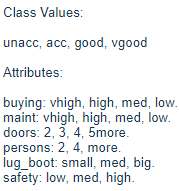 Class Values:
unacc, acc, good, vgood
Attributes:
buying: vhigh, high, med, low.
maint: vhigh, high, med, low.
doors: 2, 3, 4, 5more.
persons: 2, 4, more.
lug_boot: small, med, big.
safety: low, med, high.